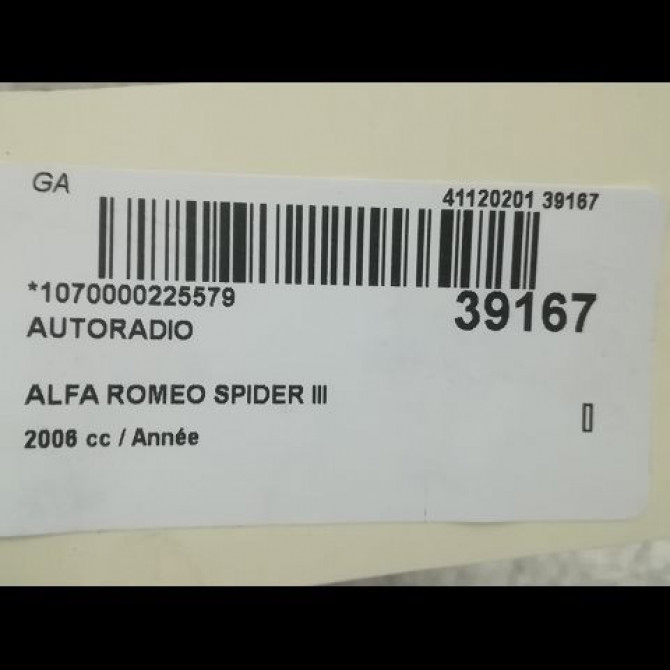 GA
41120201 39167
*1070000225579
39167
AUTORADIO
ALFA ROMEO SPIDER III
2006 cc / Année